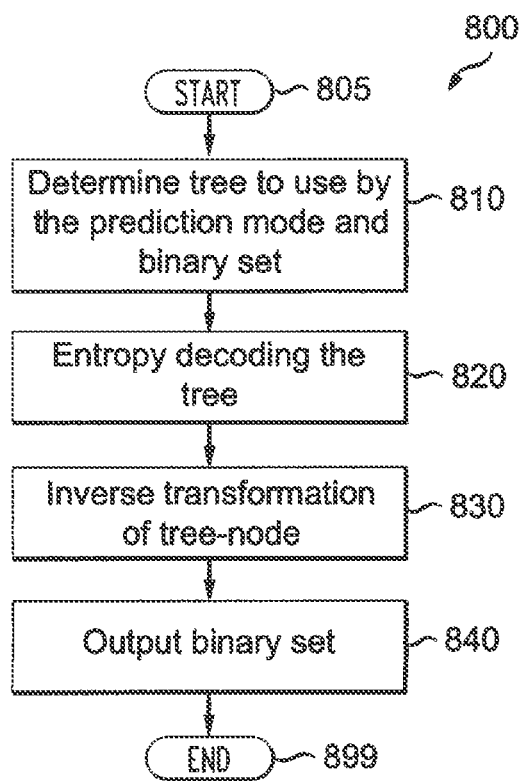 800
START 805
Determine tree to use by
the prediction mode and
binary set
810
Entropy decoding the
tree
820
Inverse transformation
of tree-node
830
Output binary set 840
END 899